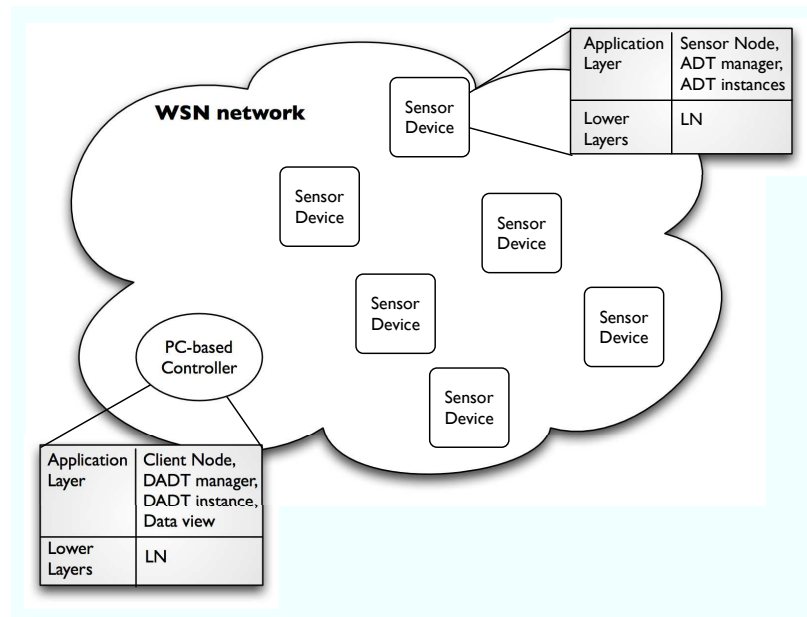 WSN network
Application
Layer
Sensor Node,
ADT manager,
ADT instances
Lower
Layers
LN
Sensor
Device
Sensor
Device
Sensor
Device
Sensor
Device
Sensor
Device
PC-based
Controller
Sensor
Device
Application
Layer
Client Node,
DADT manager,
DADT instance,
Data view
Lower
Layers
LN